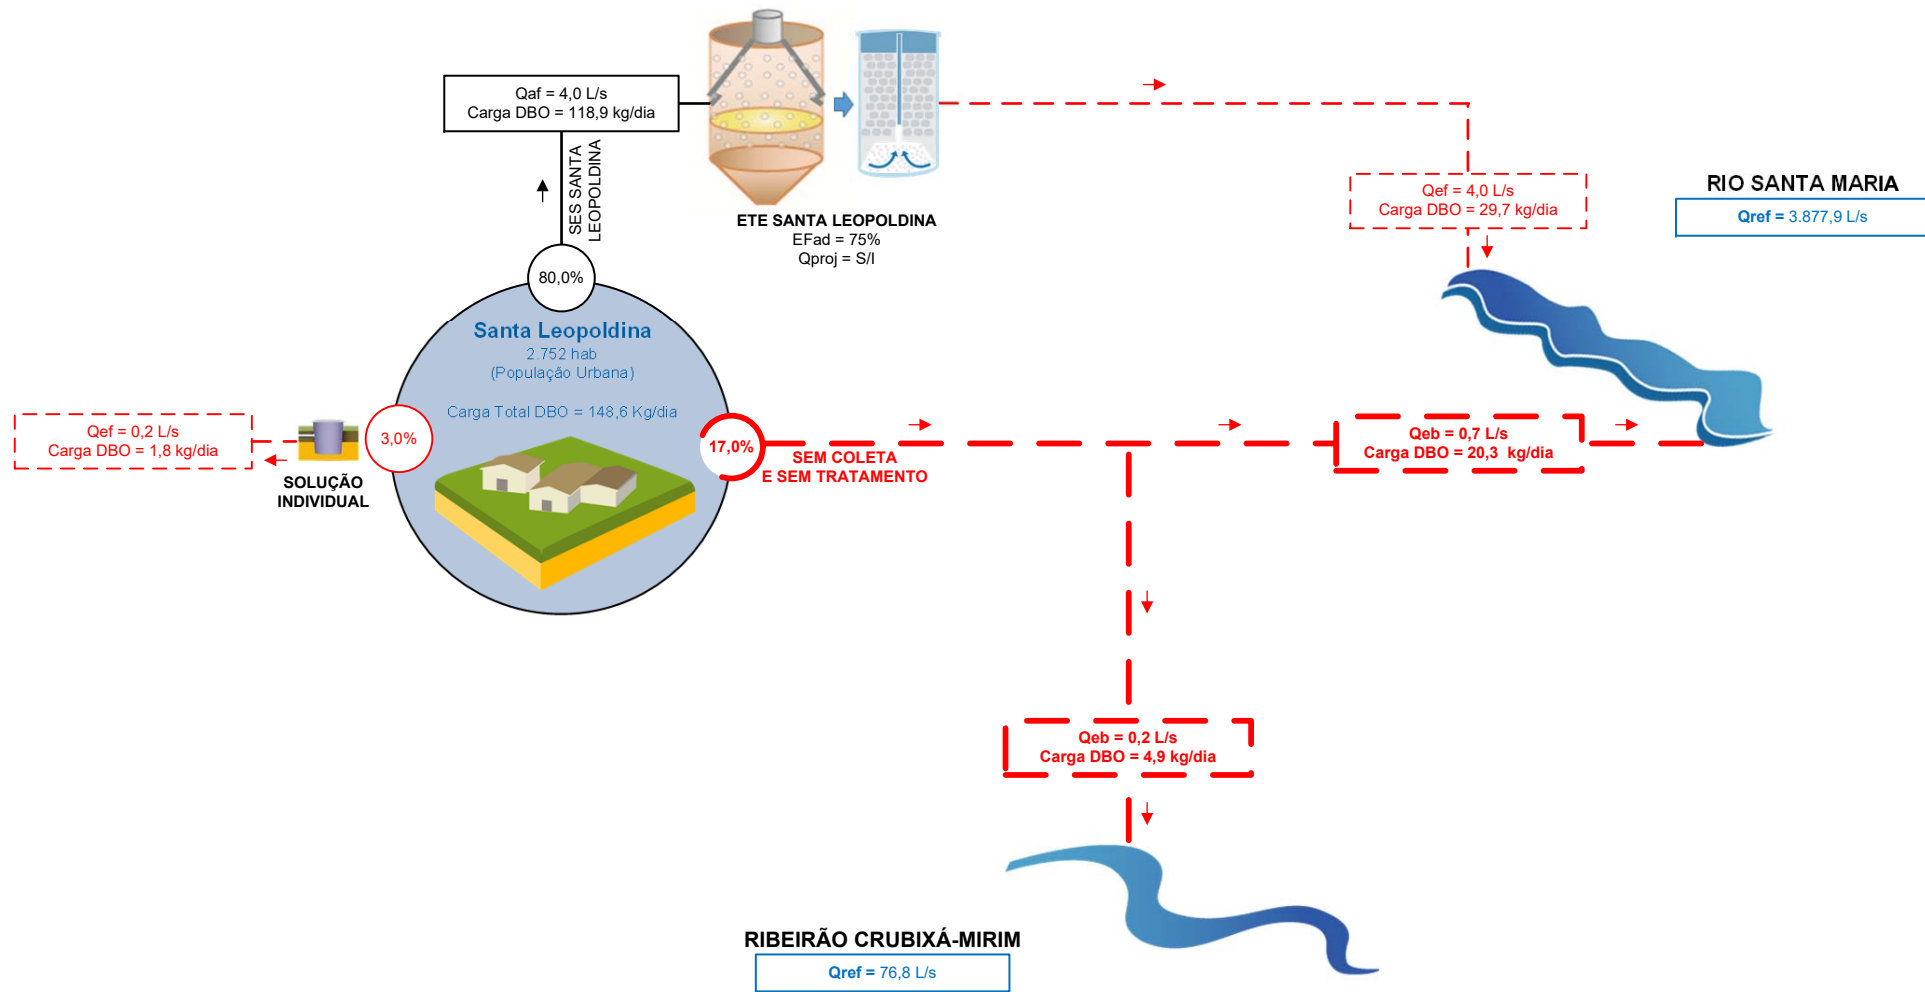 Qaf = 4,0 L/s
Carga DBO = 118,9 kg/dia
SES SANTA
LEOPOLDINA
ETE SANTA LEOPOLDINA
EFad = 75%
Qproj = S/I
Qef = 4,0 L/s
Carga DBO = 29,7 kg/dia
RIO SANTA MARIA
Qref = 3.877,9 L/s
80,0%
Santa Leopoldina
2.752 hab
(População Urbana)
Carga Total DBO = 148,6 Kg/dia
Qef = 0,2 L/s
Carga DBO = 1,8 kg/dia
3,0%
SOLUÇÃO
INDIVIDUAL
17,0%
SEM COLETA
E SEM TRATAMENTO
Qeb = 0,7 L/s
Carga DBO = 20,3 kg/dia
Qeb = 0,2 L/s
Carga DBO = 4,9 kg/dia
RIBEIRÃO CRUBIXÁ-MIRIM
Qref = 76,8 L/s